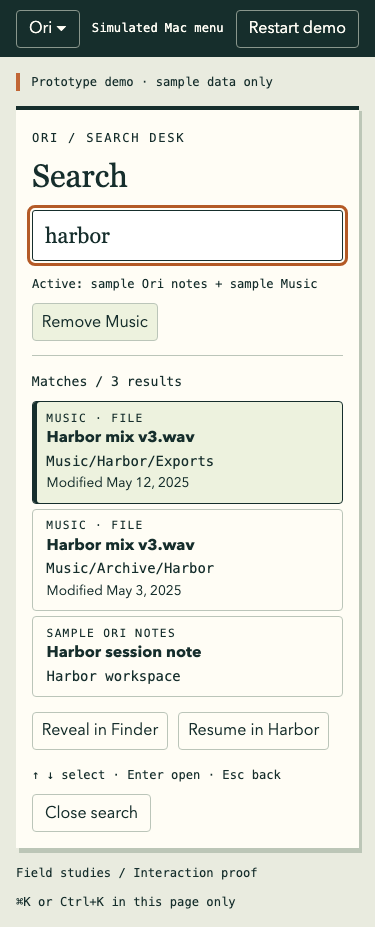 Ori
Simulated Mac menu
Restart demo
Prototype demo · sample data only
ORI / SEARCH DESK
Search
harbor
Active: sample Ori notes + sample Music
Remove Music
Matches / 3 results
MUSIC · FILE
Harbor mix v3.wav
Music/Harbor/Exports
Modified May 12, 2025
MUSIC · FILE
Harbor mix v3.wav
Music/Archive/Harbor
Modified May 3, 2025
SAMPLE ORI NOTES
Harbor session note
Harbor workspace
Reveal in Finder
Resume in Harbor
↑ ↓ select · Enter open · Esc back
Close search
Field studies / Interaction proof
⌘K or Ctrl+K in this page only